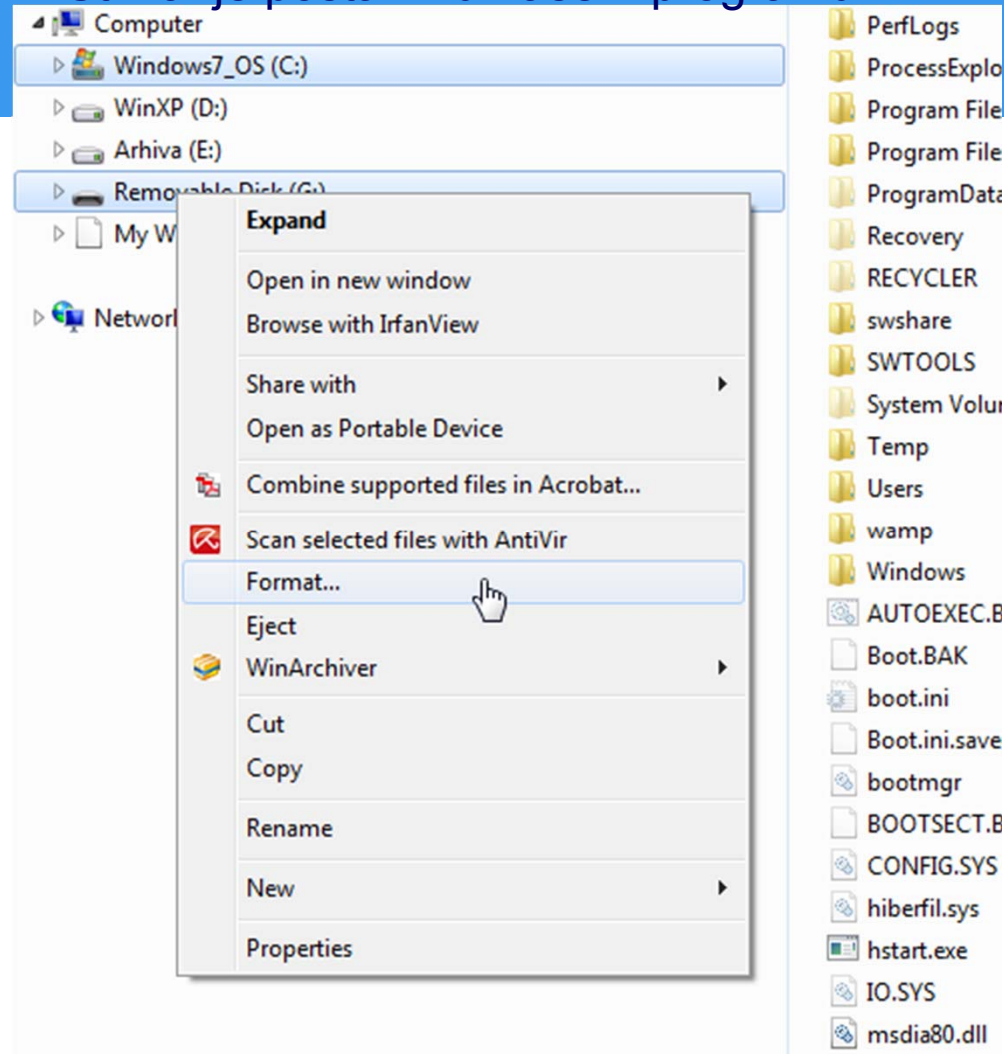 Computer
Windows7_OS (C:)
WinXP (D:)
Arhiva (E:)
Removable Disk (G:)
My W
Network
Expand
Open in new window
Browse with IrfanView
Share with
Open as Portable Device
Combine supported files in Acrobat...
Scan selected files with AntiVir
Format...
Eject
WinArchiver
Cut
Copy
Rename
New
Properties
PerfLogs
ProcessExplo
Program File
Program File
ProgramData
Recovery
RECYCLER
swshare
SWTOOLS
System Volu
Temp
Users
wamp
Windows
AUTOEXEC.B
Boot.BAK
boot.ini
Boot.ini.save
bootmgr
BOOTSECT.B
CONFIG.SYS
hiberfil.sys
hstart.exe
IO.SYS
msdia80.dll